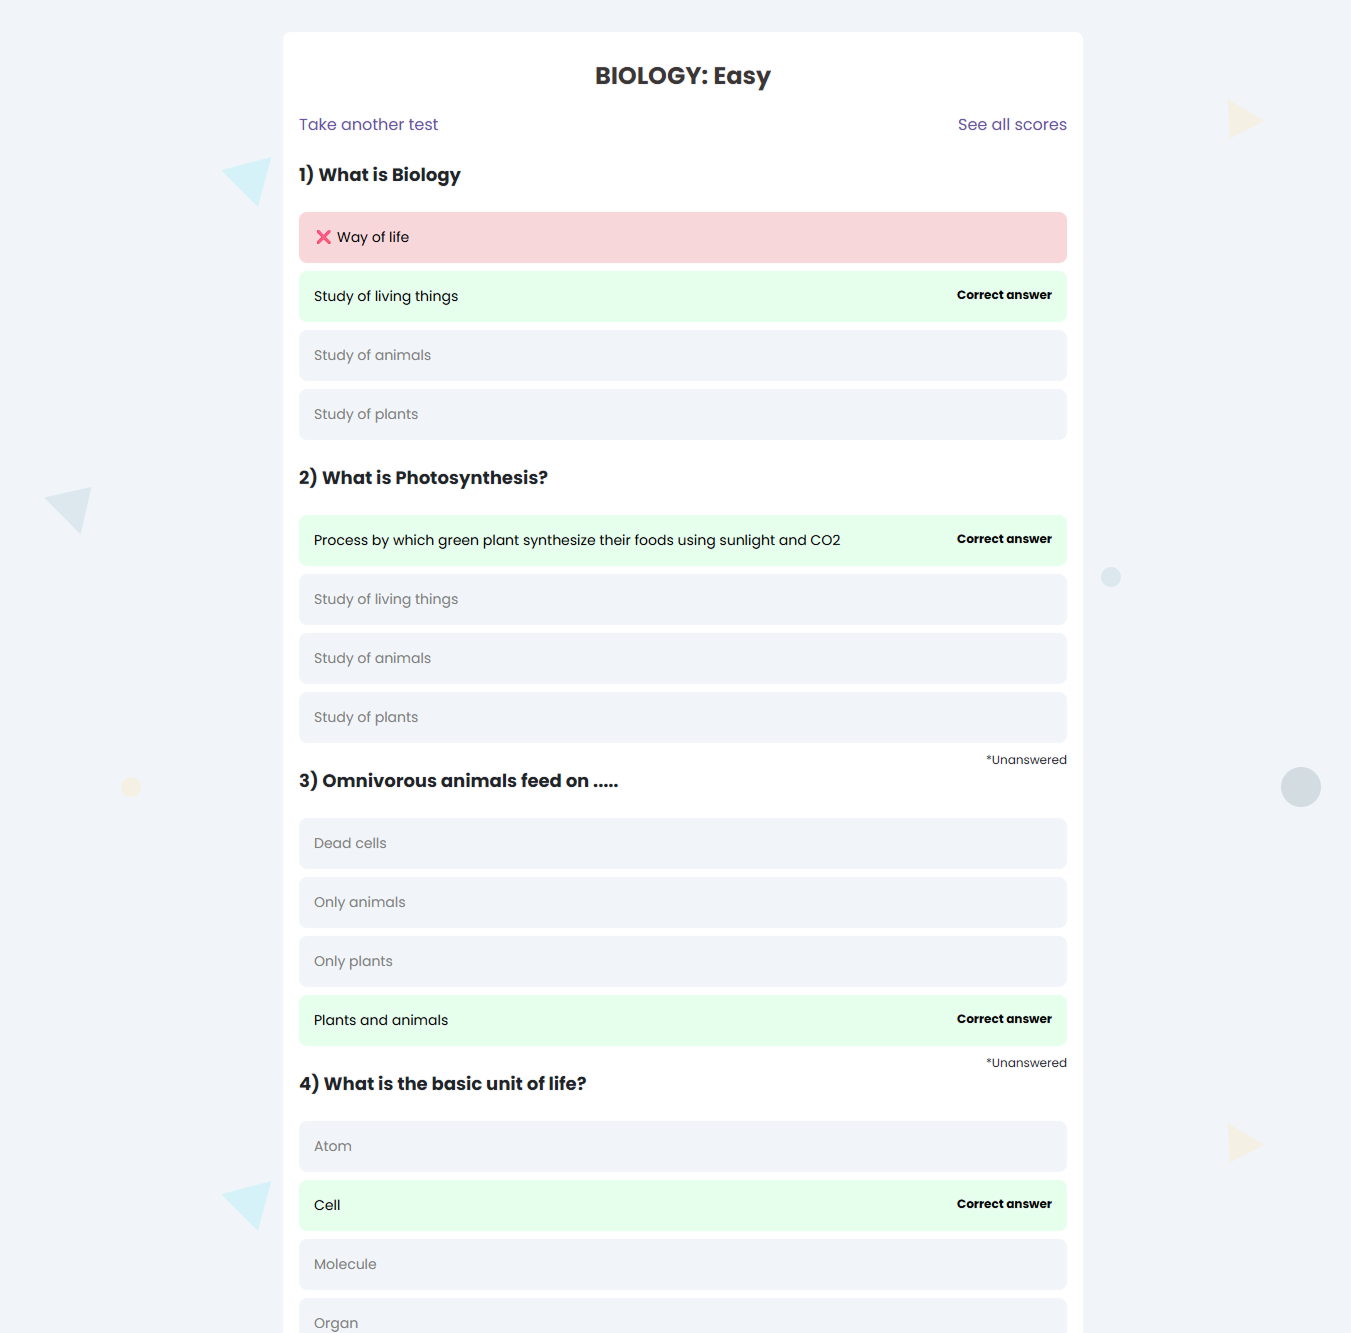 BIOLOGY: Easy
Take another test
See all scores
1) What is Biology
❌ Way of life
Study of living things
Correct answer
Study of animals
Study of plants
2) What is Photosynthesis?
Process by which green plant synthesize their foods using sunlight and CO2
Correct answer
Study of living things
Study of animals
Study of plants
*Unanswered
3) Omnivorous animals feed on .....
Dead cells
Only animals
Only plants
Plants and animals
Correct answer
*Unanswered
4) What is the basic unit of life?
Atom
Cell
Correct answer
Molecule
Organ